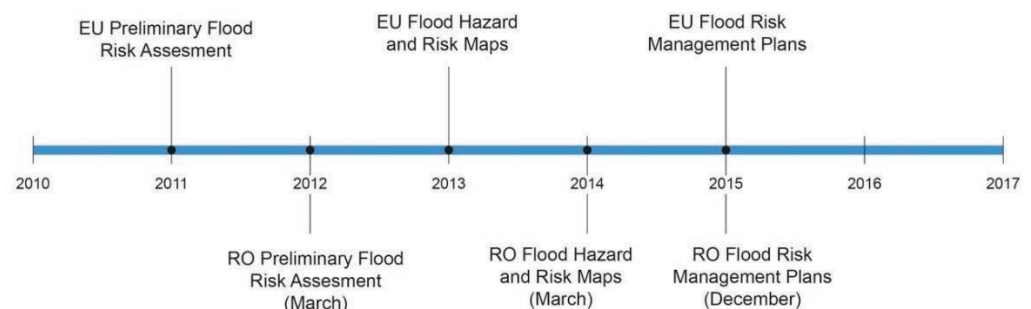 EU Preliminary Flood
Risk Assesment
EU Flood Hazard
and Risk Maps
EU Flood Risk
Management Plans
2010
2011
2012
2013
2014
2015
2016
2017
RO Preliminary Flood
Risk Assesment
(March)
RO Flood Hazard
and Risk Maps
(March)
RO Flood Risk
Management Plans
(December)